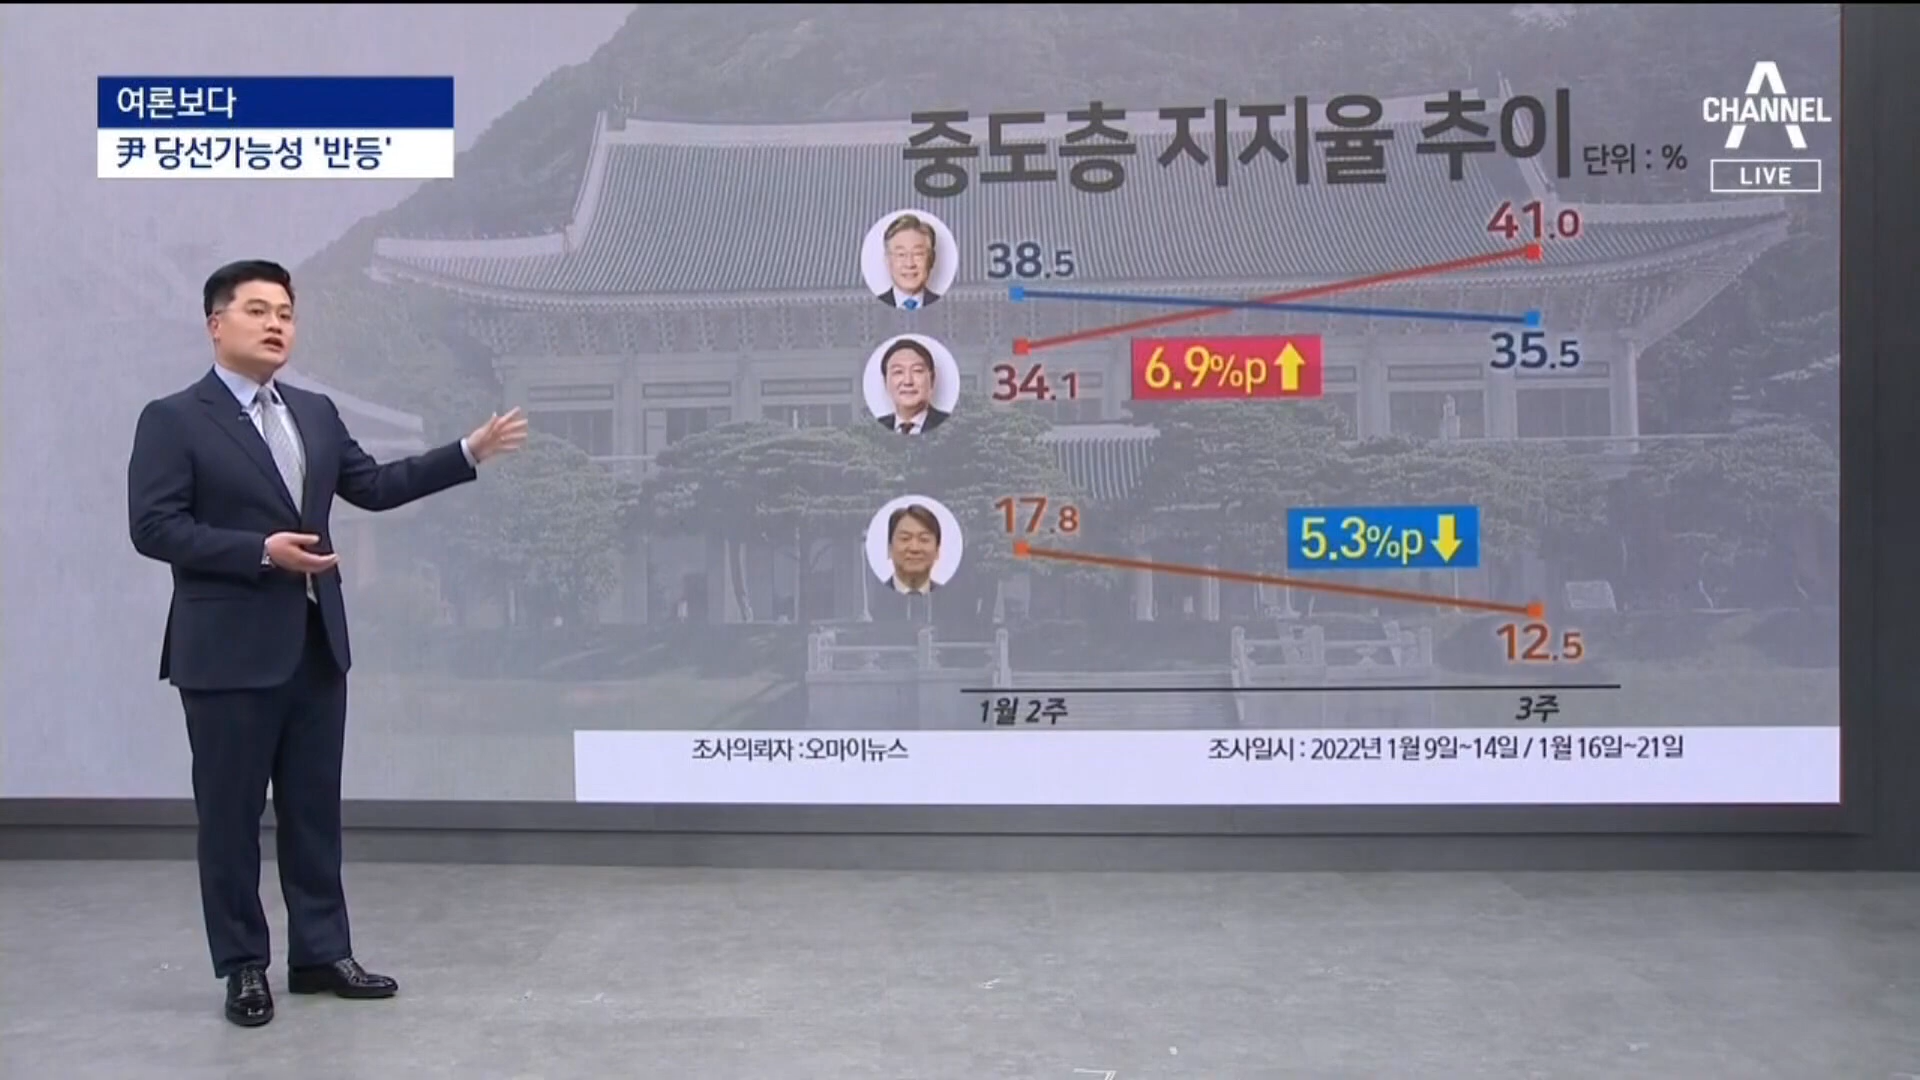 여론보다
尹 당선가능성 '반등'
중도층 지지율 추이
단위 : %
CHANNEL A
LIVE
38.5
41.0
34.1
6.9%p↑
35.5
17.8
5.3%p↓
12.5
1월 2주
3주
조사의뢰자 :오마이뉴스
조사일시 : 2022년 1월 9일~14일 / 1월 16일~21일